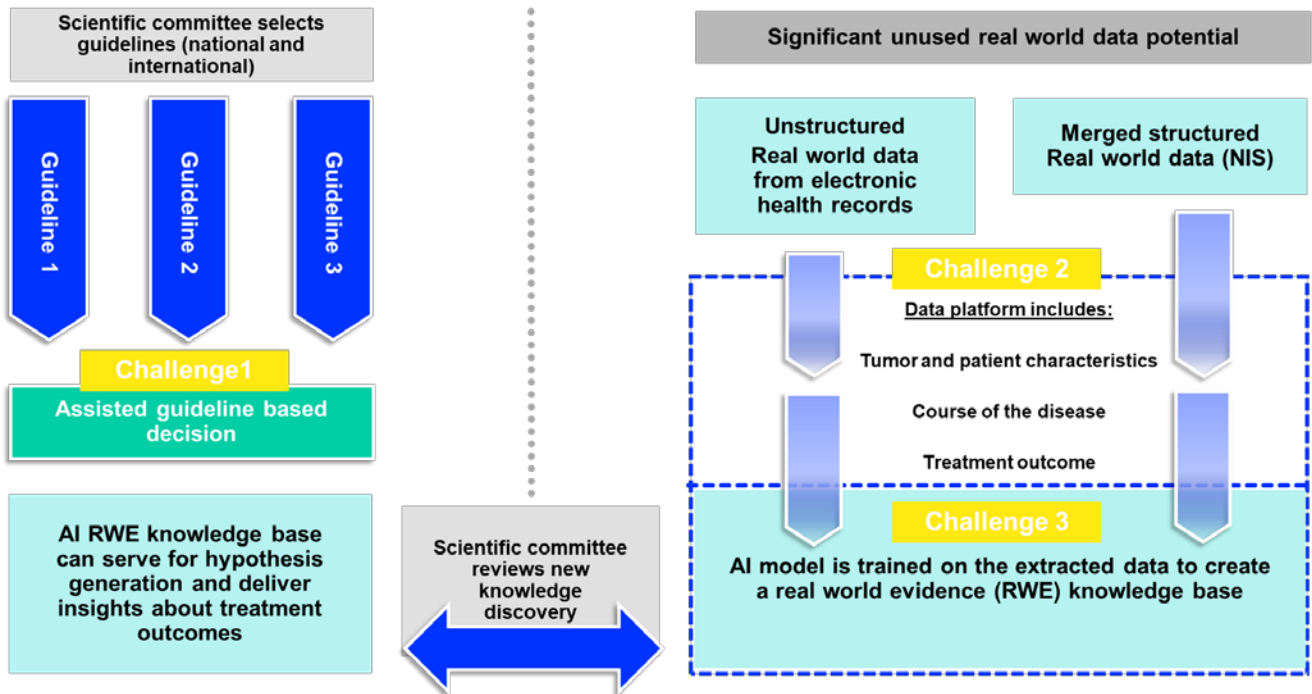 Scientific committee selects
guidelines (national and
international)
Guideline 1
Guideline 2
Guideline 3
Challenge1
Assisted guideline based
decision
AI RWE knowledge base
can serve for hypothesis
generation and deliver
insights about treatment
outcomes
Scientific committee
reviews new
knowledge
discovery
Significant unused real world data potential
Unstructured
Real world data
from electronic
health records
Merged structured
Real world data (NIS)
Challenge 2
Data platform includes:
Tumor and patient characteristics
Course of the disease
Treatment outcome
Challenge 3
AI model is trained on the extracted data to create
a real world evidence (RWE) knowledge base